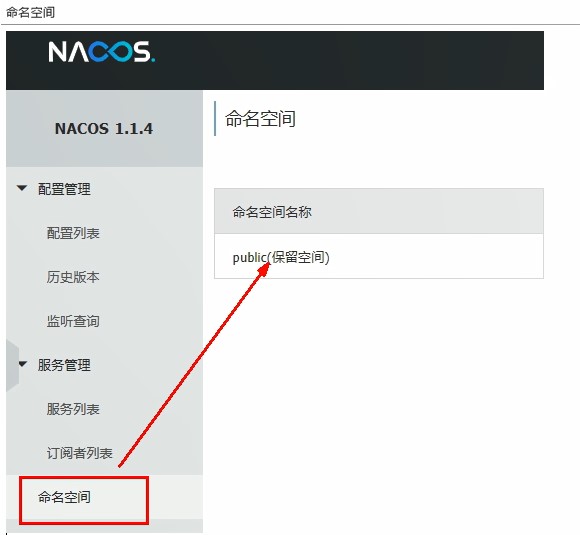 命名空间
NACOS.
NACOS 1.1.4
配置管理
配置列表
历史版本
监听查询
服务管理
服务列表
订阅者列表
命名空间
命名空间
命名空间名称
public(保留空间)